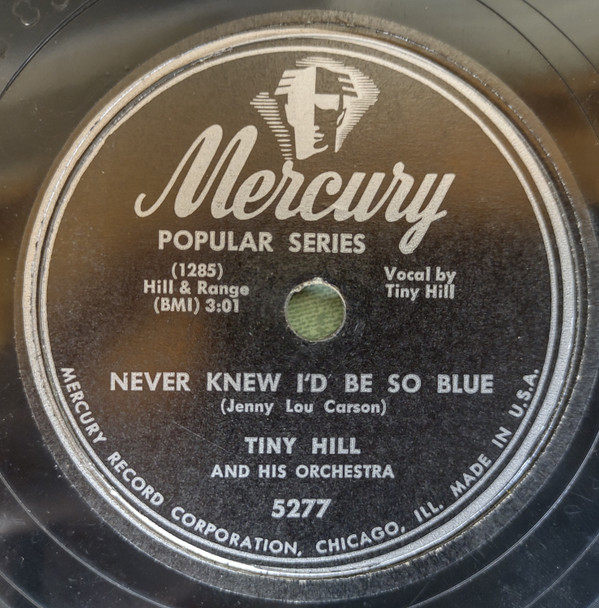 Mercury
POPULAR SERIES
(1285)
Hill & Range
(BMI) 3:01
Vocal by
Tiny Hill
NEVER KNEW I'D BE SO BLUE
(Jenny Lou Carson)
TINY HILL
AND HIS ORCHESTRA
5277
MERCURY RECORD CORPORATION, CHICAGO, ILL. MADE IN U.S.A.